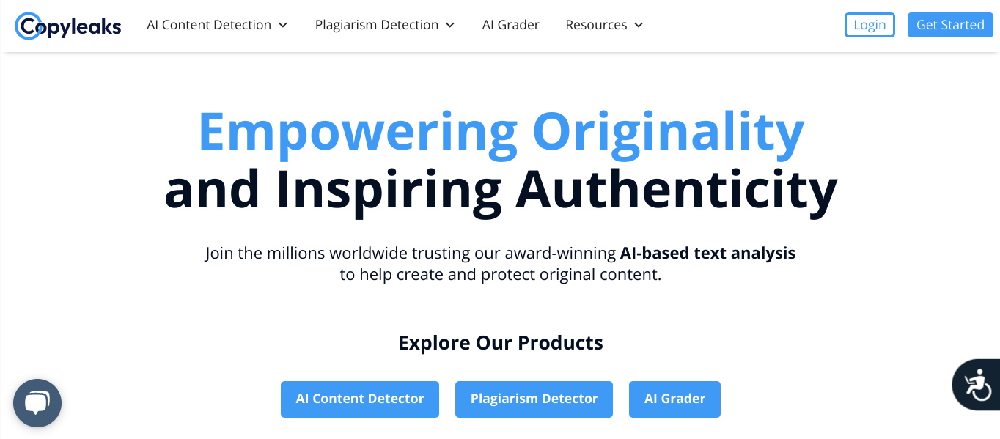 Copyleaks
AI Content Detection
Plagiarism Detection
AI Grader
Resources
Login
Get Started
Empowering Originality
and Inspiring Authenticity
Join the millions worldwide trusting our award-winning AI-based text analysis
to help create and protect original content.
Explore Our Products
AI Content Detector
Plagiarism Detector
AI Grader